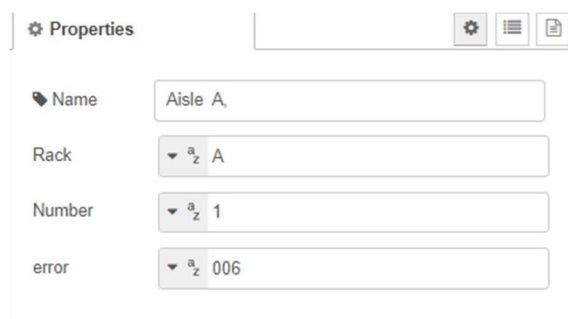 Properties
Name Aisle A,
Rack a z A
Number a z 1
error a z 006